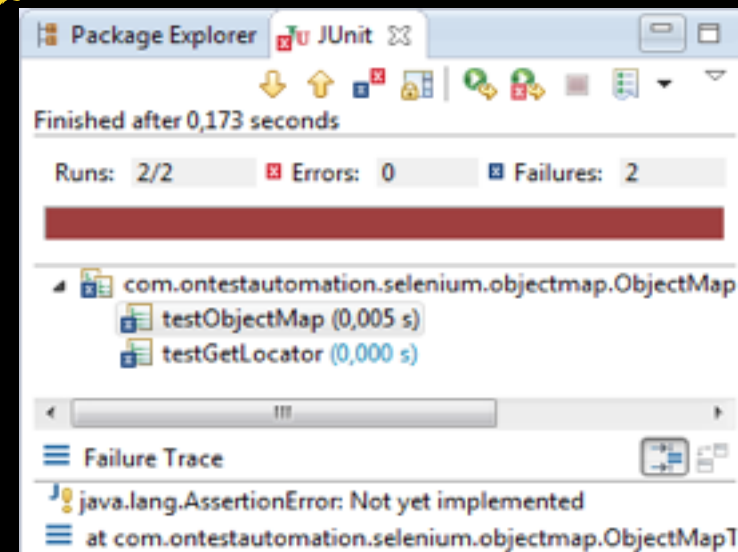 Package Explorer JUnit
Finished after 0,173 seconds
Runs: 2/2 Errors: 0 Failures: 2
com.ontestautomation.selenium.objectmap.ObjectMap
testObjectMap (0,005 s)
testGetLocator (0,000 s)
Failure Trace
java.lang.AssertionError: Not yet implemented
at com.ontestautomation.selenium.objectmap.ObjectMapT